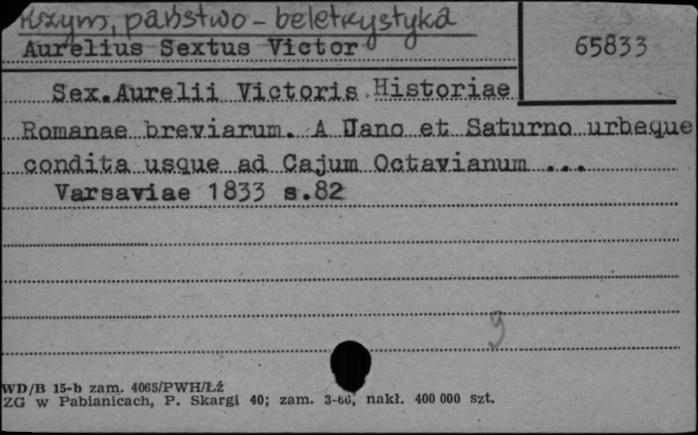 Rzym, państwo - beletrystyka
Aurelius Sextus Victor
65833
Sex.Aurelii Victoris Historiae
Romanae breviarum. A Jano et Saturno urbeque
condita usque ad Cajum Octavianum ...
Varsaviae 1833 s.82
9
WD/B 15-b zam. 4065/PWH/Łź
ZG w Pabianicach, P. Skargi 40; zam. 3-66, nakł. 400 000 szt.